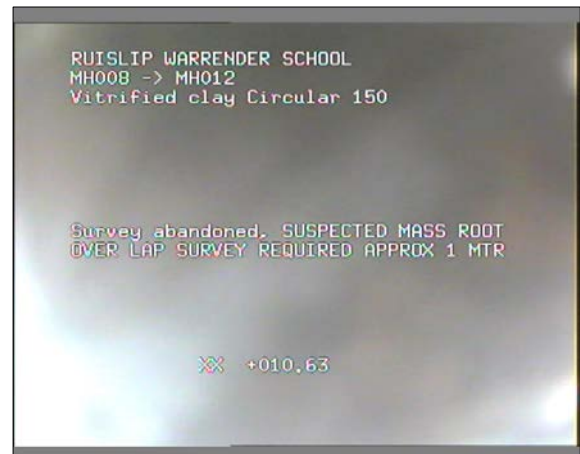 RUISLIP WARRENDER SCHOOL
MH008 -> MH012
Vitrified clay Circular 150
Survey abandoned, SUSPECTED MASS ROOT
OVER LAP SURVEY REQUIRED APPROX 1 MTR
XX +010.63